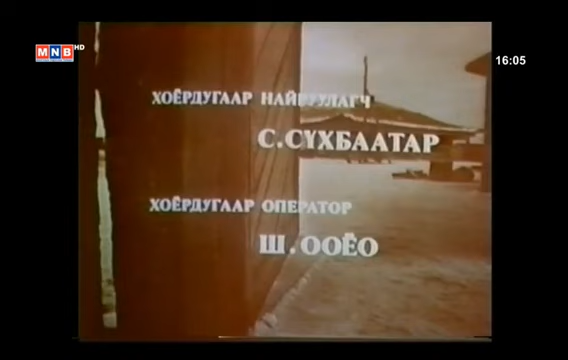 MNB HD
16:05
ХОЁРДУГААР НАЙРУУЛАГЧ
С.СҮХБААТАР
ХОЁРДУГААР ОПЕРАТОР
Ш.ООЁО